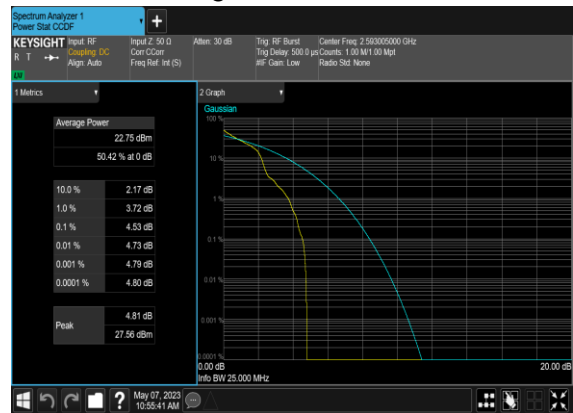 Spectrum Analyzer 1
Power Stat CCDF
KEYSIGHT
R T
LW
Input: RF
Coupling: DC
Align: Auto
Input Z: 50 Ω
Corr CCorr
Freq Ref: Int (S)
Atten: 30 dB
Trig: RF Burst
Trig Delay: 500.0 µs
#IF Gain: Low
Center Freq: 2.593005000 GHz
Counts: 1.00 M/1.00 Mpt
Radio Std: None
1 Metrics
Average Power
22.75 dBm
50.42 % at 0 dB
10.0 % 2.17 dB
1.0 % 3.72 dB
0.1 % 4.53 dB
0.01 % 4.73 dB
0.001 % 4.79 dB
0.0001 % 4.80 dB
Peak
4.81 dB
27.56 dBm
2 Graph
Gaussian
100 %
10 %
1 %
0.1 %
0.01 %
0.001 %
0.0001 %
0.00 dB 20.00 dB
Info BW 25.000 MHz
May 07, 2023
10:55:41 AM